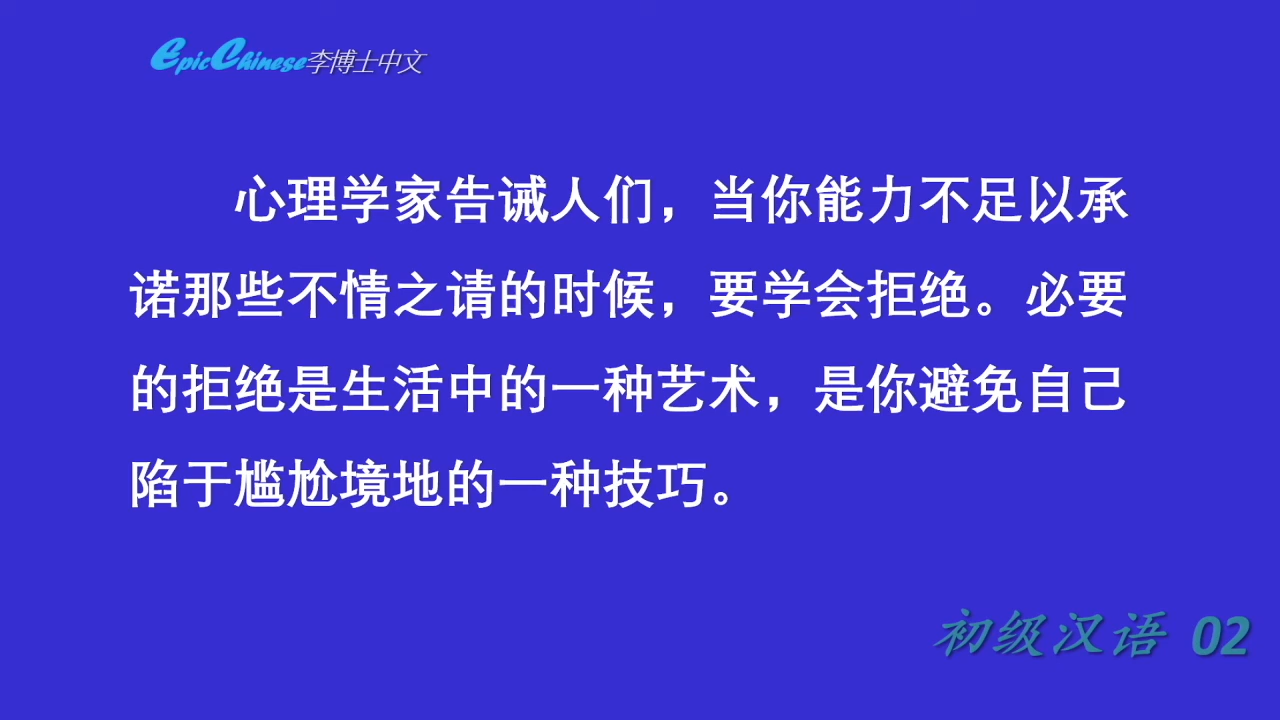 EpicChinese李博士中文
心理学家告诫人们，当你能力不足以承
诺那些不情之请的时候，要学会拒绝。必要
的拒绝是生活中的一种艺术，是你避免自己
陷于尴尬境地的一种技巧。
初级汉语 02